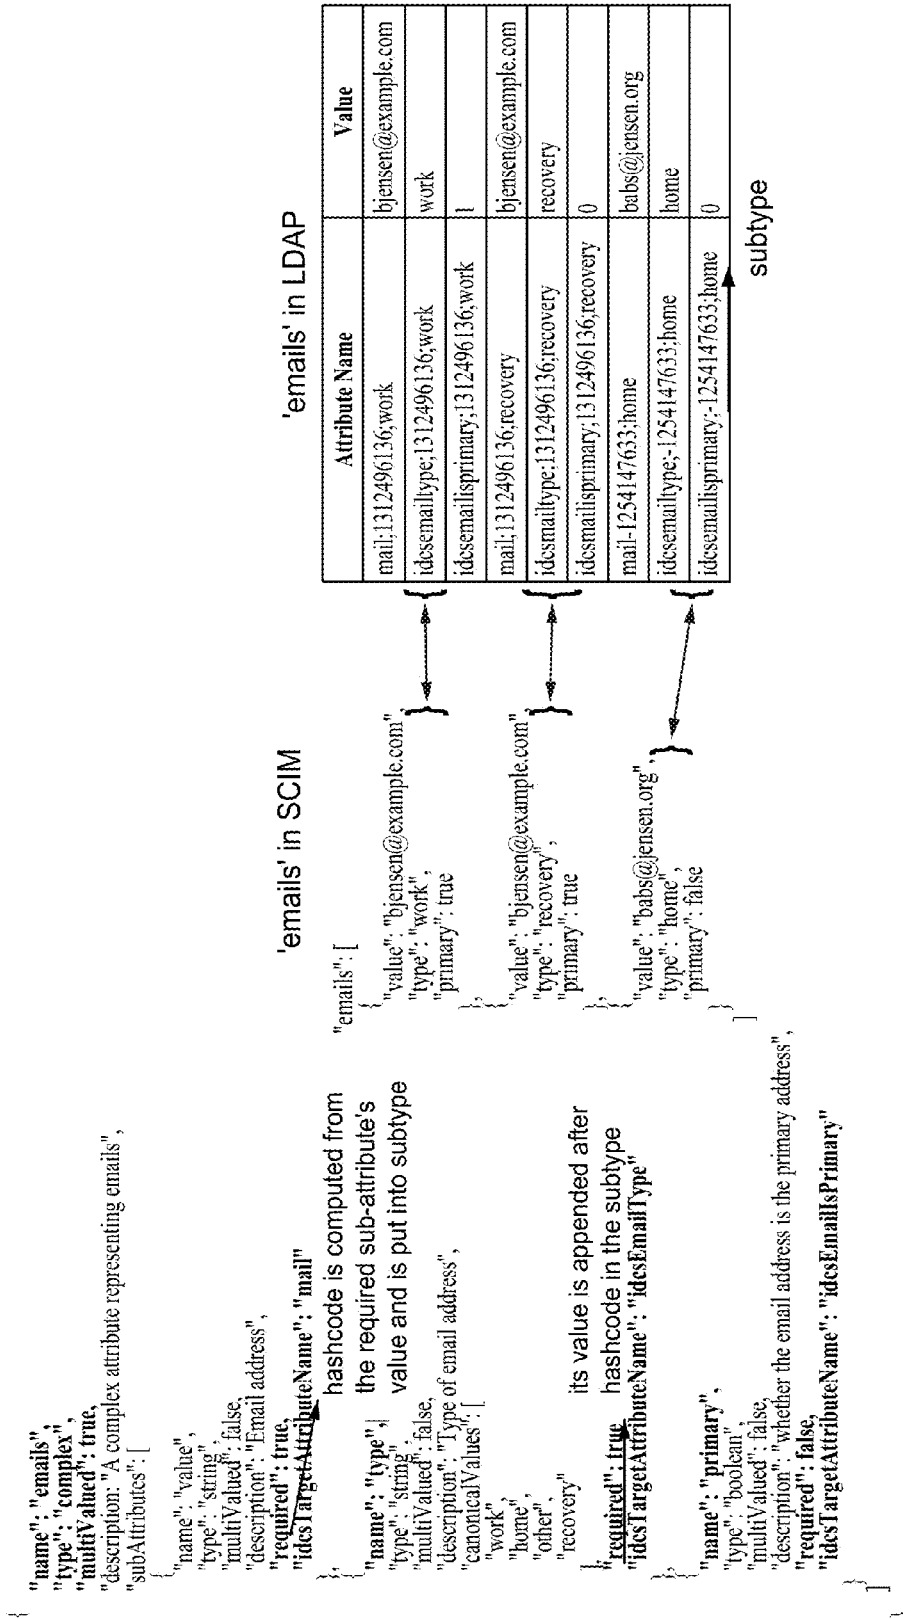 {
"name": "emails",
"type": "complex",
"multiValued": true,
"description: "A complex attribute representing emails",
"subAttributes": [
{
"name": "value",
"type": "string",
"multiValued": false,
"description": "Email address",
"required": true,
"idcsTargetAttributeName": "mail"
hashcode is computed from
the required sub-attribute's
value and is put into subtype
},
{
"name": "type",
"type": "string",
"multiValued": false,
"description": "Type of email address",
"canonicalValues": [
"work",
"home",
"other",
"recovery"
],
its value is appended after
hashcode in the subtype
"required": true
"idcsTargetAttributeName": "idcsEmailType"
},
{
"name": "primary",
"type": "boolean",
"multiValued": false,
"description": "whether the email address is the primary address",
"required": false,
"idcsTargetAttributeName": "idcsEmailIsPrimary"
}
]
}
'emails' in SCIM
"emails": [
{
"value": "bjensen@example.com",
"type": "work",
"primary": true
},
{
"value": "bjensen@example.com",
"type": "recovery",
"primary": true
},
{
"value": "babs@jensen.org",
"type": "home",
"primary": false
}
]
'emails' in LDAP
Attribute Name Value
mail;1312496136;work bjensen@example.com
idcsemailtype;1312496136;work work
idcsemailisprimary;1312496136;work 1
mail;1312496136;recovery bjensen@example.com
idcsmailtype;1312496136;recovery recovery
idcsmailisprimary;1312496136;recovery 0
mail-1254147633;home babs@jensen.org
idcsemailtype;-1254147633;home home
idcsemailisprimary;-1254147633;home 0
subtype